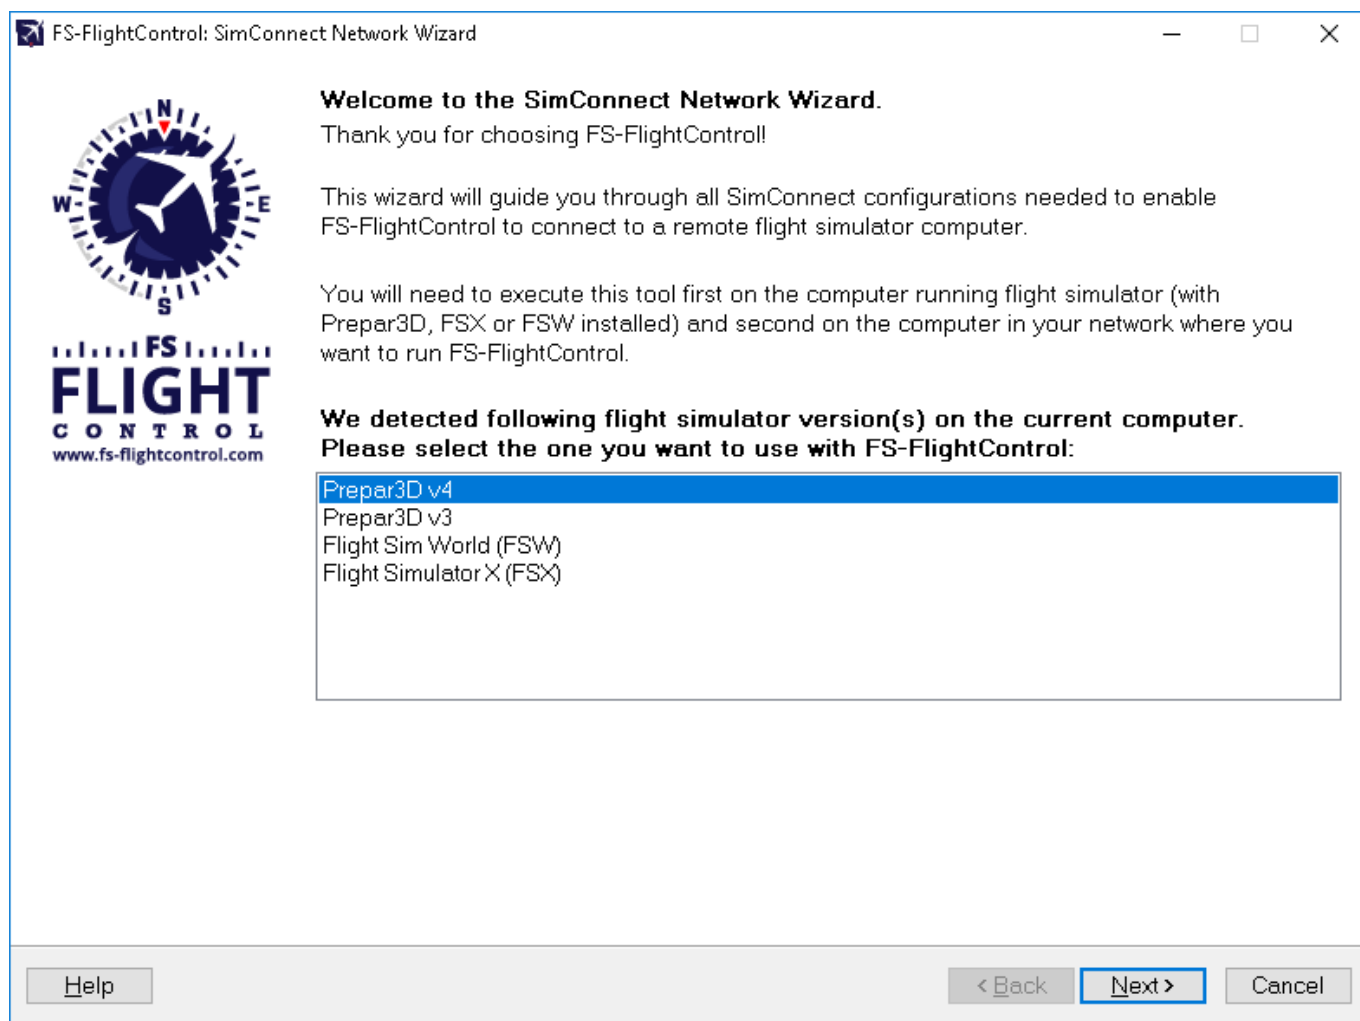 FS-FlightControl: SimConnect Network Wizard
N
W
E
S
FS
FLIGHT
CONTROL
www.fs-flightcontrol.com
Welcome to the SimConnect Network Wizard.
Thank you for choosing FS-FlightControl!
This wizard will guide you through all SimConnect configurations needed to enable
FS-FlightControl to connect to a remote flight simulator computer.
You will need to execute this tool first on the computer running flight simulator (with
Prepar3D, FSX or FSW installed) and second on the computer in your network where you
want to run FS-FlightControl.
We detected following flight simulator version(s) on the current computer.
Please select the one you want to use with FS-FlightControl:
Prepar3D v4
Prepar3D v3
Flight Sim World (FSW)
Flight Simulator X (FSX)
Help
< Back
Next >
Cancel